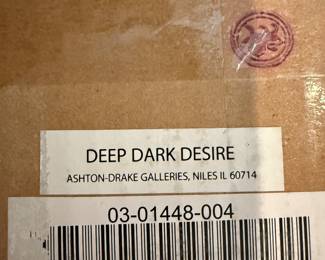 DEEP DARK DESIRE
ASHTON-DRAKE GALLERIES, NILES IL 60714
03-01448-004